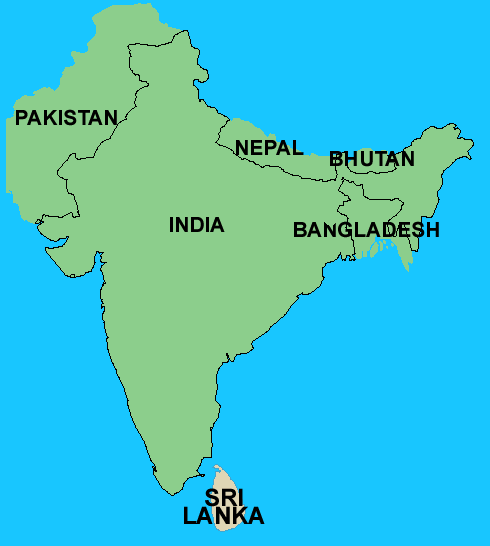 PAKISTAN
NEPAL
BHUTAN
INDIA
BANGLADESH
SRI
LANKA